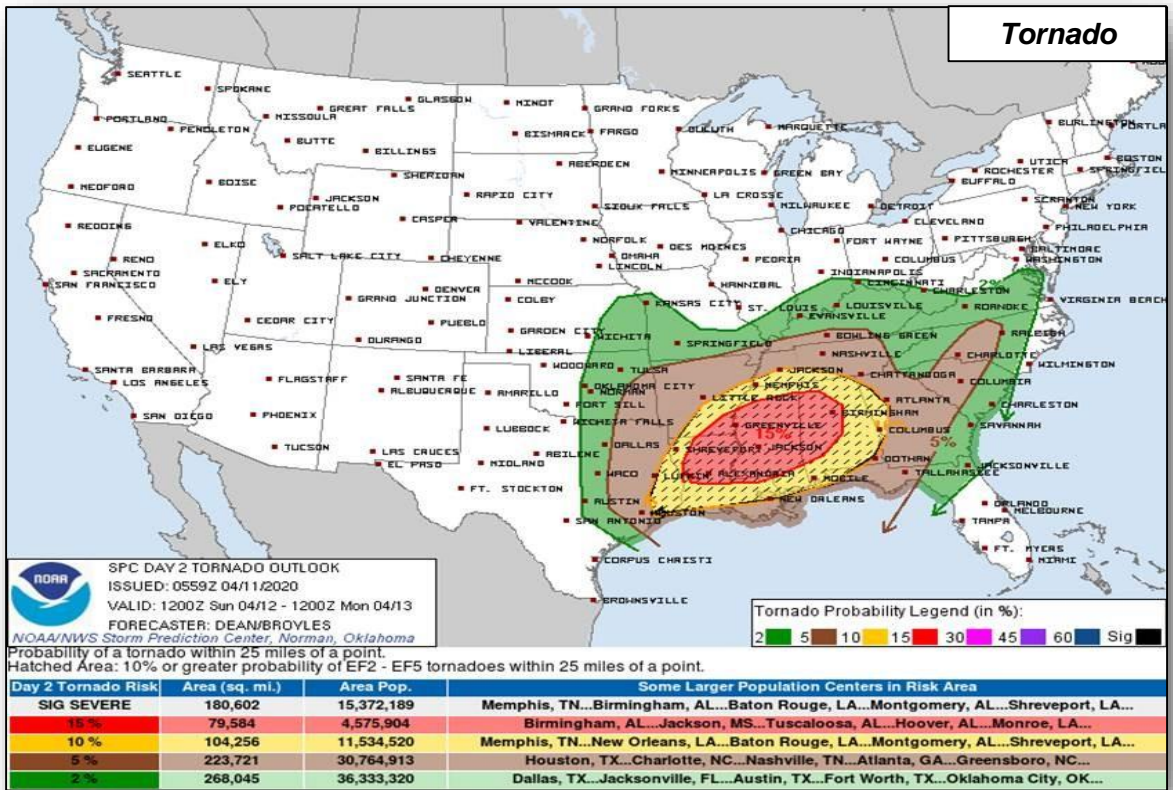 Tornado
SEATTLE
SPOKANE
GREAT FALLS
GLASGOW
MINOT
GRAND FORKS
DULUTH
MARQUETTE
MISSOULA
PORTLAND
PENDLETON
BUTTE
BILLINGS
BISMARCK
FARGO
BURLINGTON
EUGENE
ABERDEEN
MINNEAPOLIS
GREEN BAY
UTICA
ROCHESTER
BOSTON
SPRINGFIEL
BUFFALO
MEDFORD
BOISE
SHERIDAN
RAPID CITY
JACKSON
POCATELLO
LA CROSSE
SIOUX FALLS
MILWAUKEE
DETROIT
SCRANTON
NEW YORK
CASPER
VALENTINE
REDDING
CLEVELAND
PHILADELPHIA
CHICAGO
FORT WAYNE
PITTSBURGH
ELKO
NORFOLK
DES MOINES
BALTIMORE
RENO
SALT LAKE CITY
CHEYENNE
OMAHA
LINCOLN
PEORIA
COLUMBUS
WASHINGTON
SACRAMENTO
SAN FRANCISCO
ELY
INDIANAPOLIS
CINCINNATI
MCCOOK
HANNIBAL
DENVER
GRAND JUNCTION
COLBY
KANSAS CITY
ST. LOUIS
LOUISVILLE
CHARLESTON
2%
ROANOKE
VIRGINIA BEACH
FRESNO
CEDAR CITY
PUEBLO
GARDEN CITY
WICHITA
EVANSVILLE
BOWLING GREEN
RALEIGH
LAS VEGAS
DURANGO
LIBERAL
SPRINGFIELD
NASHVILLE
CHARLOTTE
WILMINGTON
SANTA BARBARA
LOS ANGELES
FLAGSTAFF
SANTA FE
ALBUQUERQUE
AMARILLO
WOODWARD
TULSA
OKLAHOMA CITY
NORMAN
JACKSON
MEMPHIS
CHATTANOOGA
COLUMBIA
LITTLE ROCK
FORT SILL
ATLANTA
CHARLESTON
SAN DIEGO
PHOENIX
LUBBOCK
WICHITA FALLS
BIRMINGHAM
GREENVILLE
15%
COLUMBUS
SAVANNAH
TUCSON
LAS CRUCES
EL PASO
MIDLAND
ABILENE
DALLAS
SHREVEPORT
JACKSON
5%
DOTHAN
JACKSONVILLE
FT. STOCKTON
WACO
LUFKIN
ALEXANDRIA
MOBILE
TALLAHASSEE
AUSTIN
HOUSTON
NEW ORLEANS
SAN ANTONIO
ORLANDO
MELBOURNE
TAMPA
CORPUS CHRISTI
FT. MYERS
MIAMI
BROWNSVILLE
NOAA
SPC DAY 2 TORNADO OUTLOOK
ISSUED: 0559Z 04/11/2020
VALID: 1200Z Sun 04/12 - 1200Z Mon 04/13
FORECASTER: DEAN/BROYLES
NOAA/NWS Storm Prediction Center, Norman, Oklahoma
Tornado Probability Legend (in %):
2 5 10 15 30 45 60 Sig
Probability of a tornado within 25 miles of a point.
Hatched Area: 10% or greater probability of EF2 - EF5 tornadoes within 25 miles of a point.
Day 2 Tornado Risk Area (sq. mi.) Area Pop. Some Larger Population Centers in Risk Area
SIG SEVERE 180,602 15,372,189 Memphis, TN...Birmingham, AL...Baton Rouge, LA...Montgomery, AL...Shreveport, LA...
15 % 79,584 4,575,904 Birmingham, AL...Jackson, MS...Tuscaloosa, AL...Hoover, AL...Monroe, LA...
10 % 104,256 11,534,520 Memphis, TN...New Orleans, LA...Baton Rouge, LA...Montgomery, AL...Shreveport, LA...
5 % 223,721 30,764,913 Houston, TX...Charlotte, NC...Nashville, TN...Atlanta, GA...Greensboro, NC...
2 % 268,045 36,333,320 Dallas, TX...Jacksonville, FL...Austin, TX...Fort Worth, TX...Oklahoma City, OK...